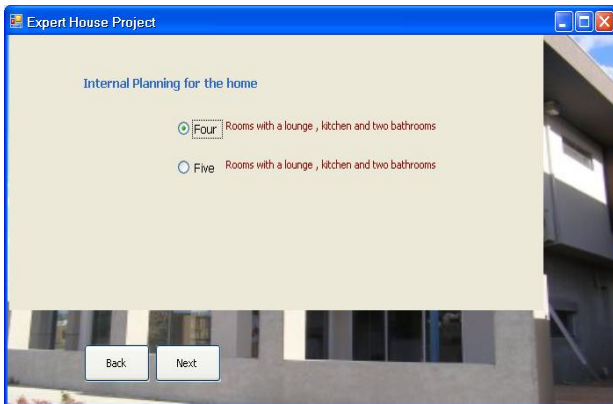 Expert House Project
Internal Planning for the home
Four Rooms with a lounge , kitchen and two bathrooms
Five Rooms with a lounge , kitchen and two bathrooms
Back Next